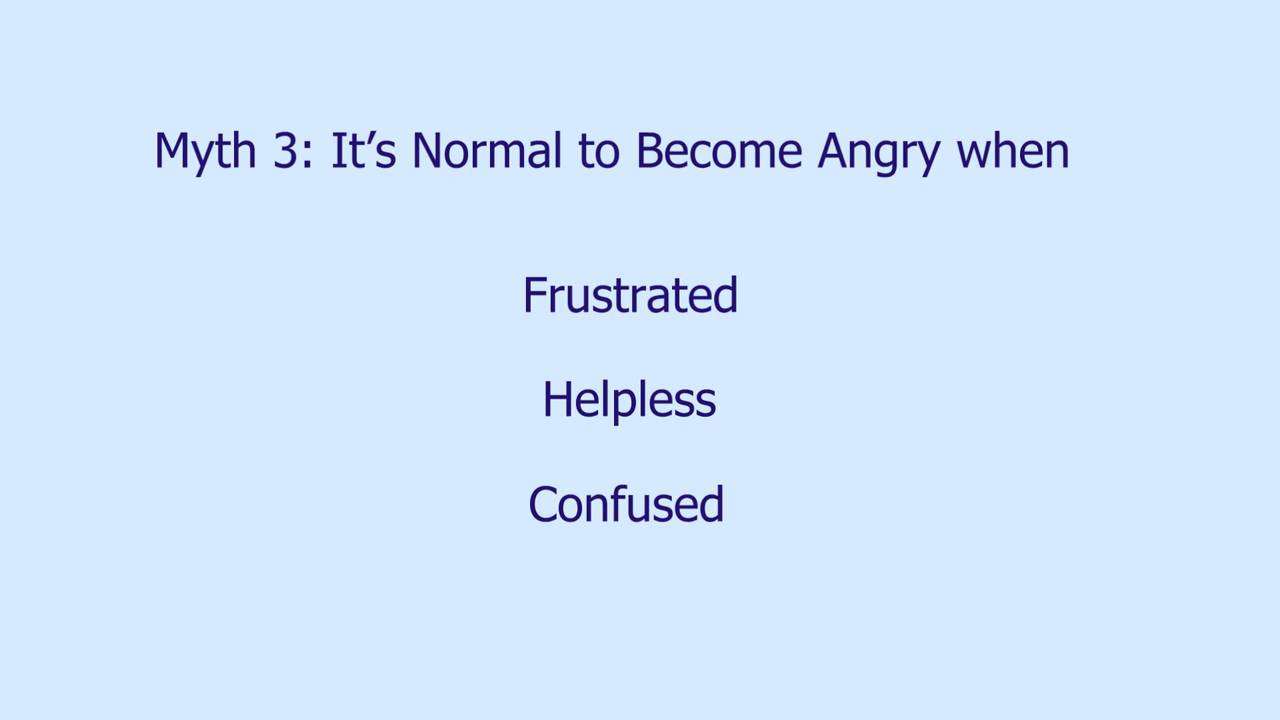 Myth 3: It’s Normal to Become Angry when
Frustrated
Helpless
Confused